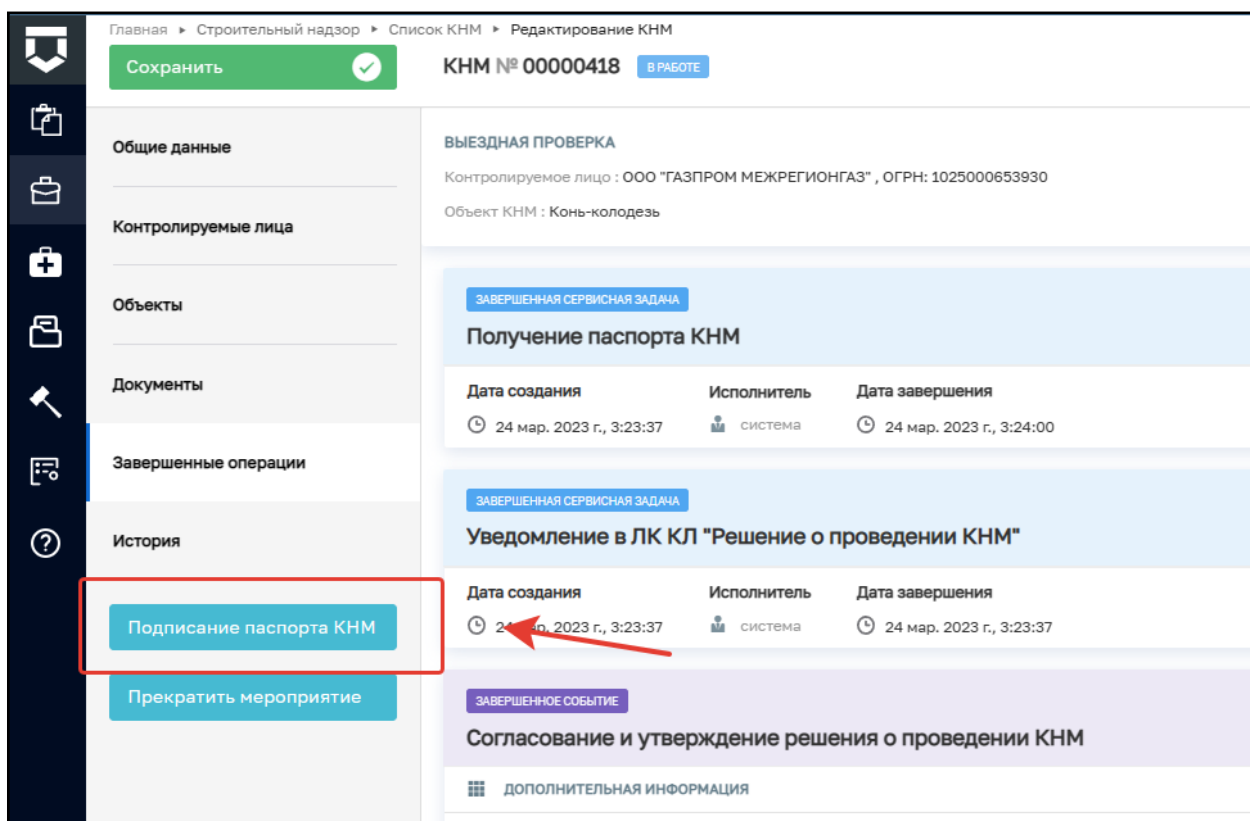 Главная ▸ Строительный надзор ▸ Список КНМ ▸ Редактирование КНМ
Сохранить
КНМ № 00000418 В РАБОТЕ
Общие данные
Контролируемые лица
Объекты
Документы
Завершенные операции
История
Подписание паспорта КНМ
Прекратить мероприятие
ВЫЕЗДНАЯ ПРОВЕРКА
Контролируемое лицо : ООО "ГАЗПРОМ МЕЖРЕГИОНГАЗ" , ОГРН: 1025000653930
Объект КНМ : Конь-колодезь
ЗАВЕРШЕННАЯ СЕРВИСНАЯ ЗАДАЧА
Получение паспорта КНМ
Дата создания Исполнитель Дата завершения
24 мар. 2023 г., 3:23:37 система 24 мар. 2023 г., 3:24:00
ЗАВЕРШЕННАЯ СЕРВИСНАЯ ЗАДАЧА
Уведомление в ЛК КЛ "Решение о проведении КНМ"
Дата создания Исполнитель Дата завершения
24 мар. 2023 г., 3:23:37 система 24 мар. 2023 г., 3:23:37
ЗАВЕРШЕННОЕ СОБЫТИЕ
Согласование и утверждение решения о проведении КНМ
ДОПОЛНИТЕЛЬНАЯ ИНФОРМАЦИЯ